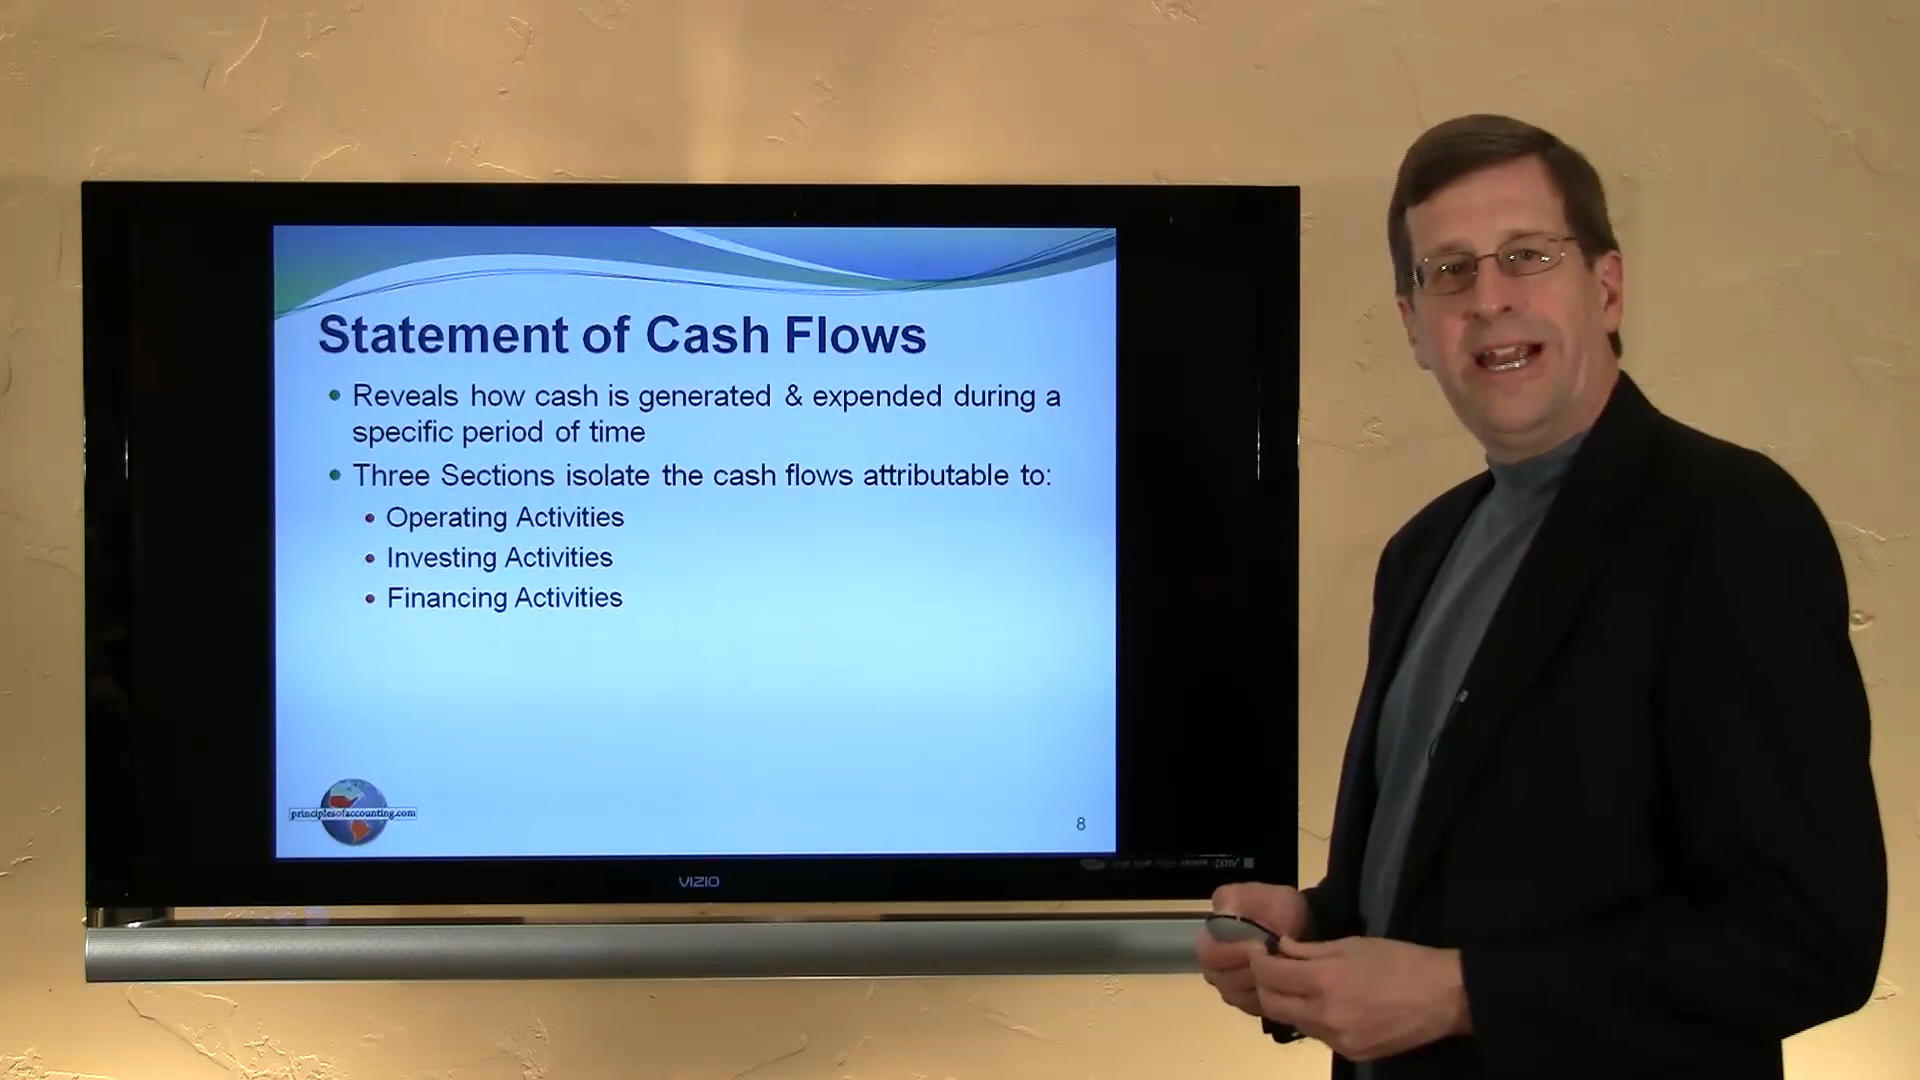 Statement of Cash Flows
• Reveals how cash is generated & expended during a
specific period of time
• Three Sections isolate the cash flows attributable to:
• Operating Activities
• Investing Activities
• Financing Activities
principlesofaccounting.com
8
VIZIO